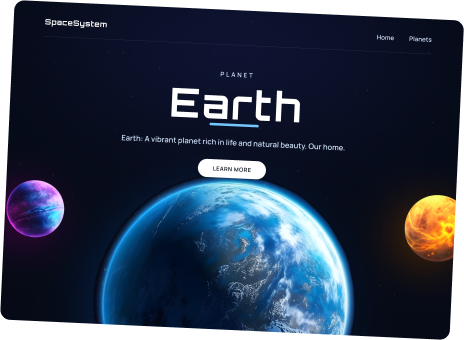 SpaceSystem
Home Planets
PLANET
Earth
Earth: A vibrant planet rich in life and natural beauty. Our home.
LEARN MORE